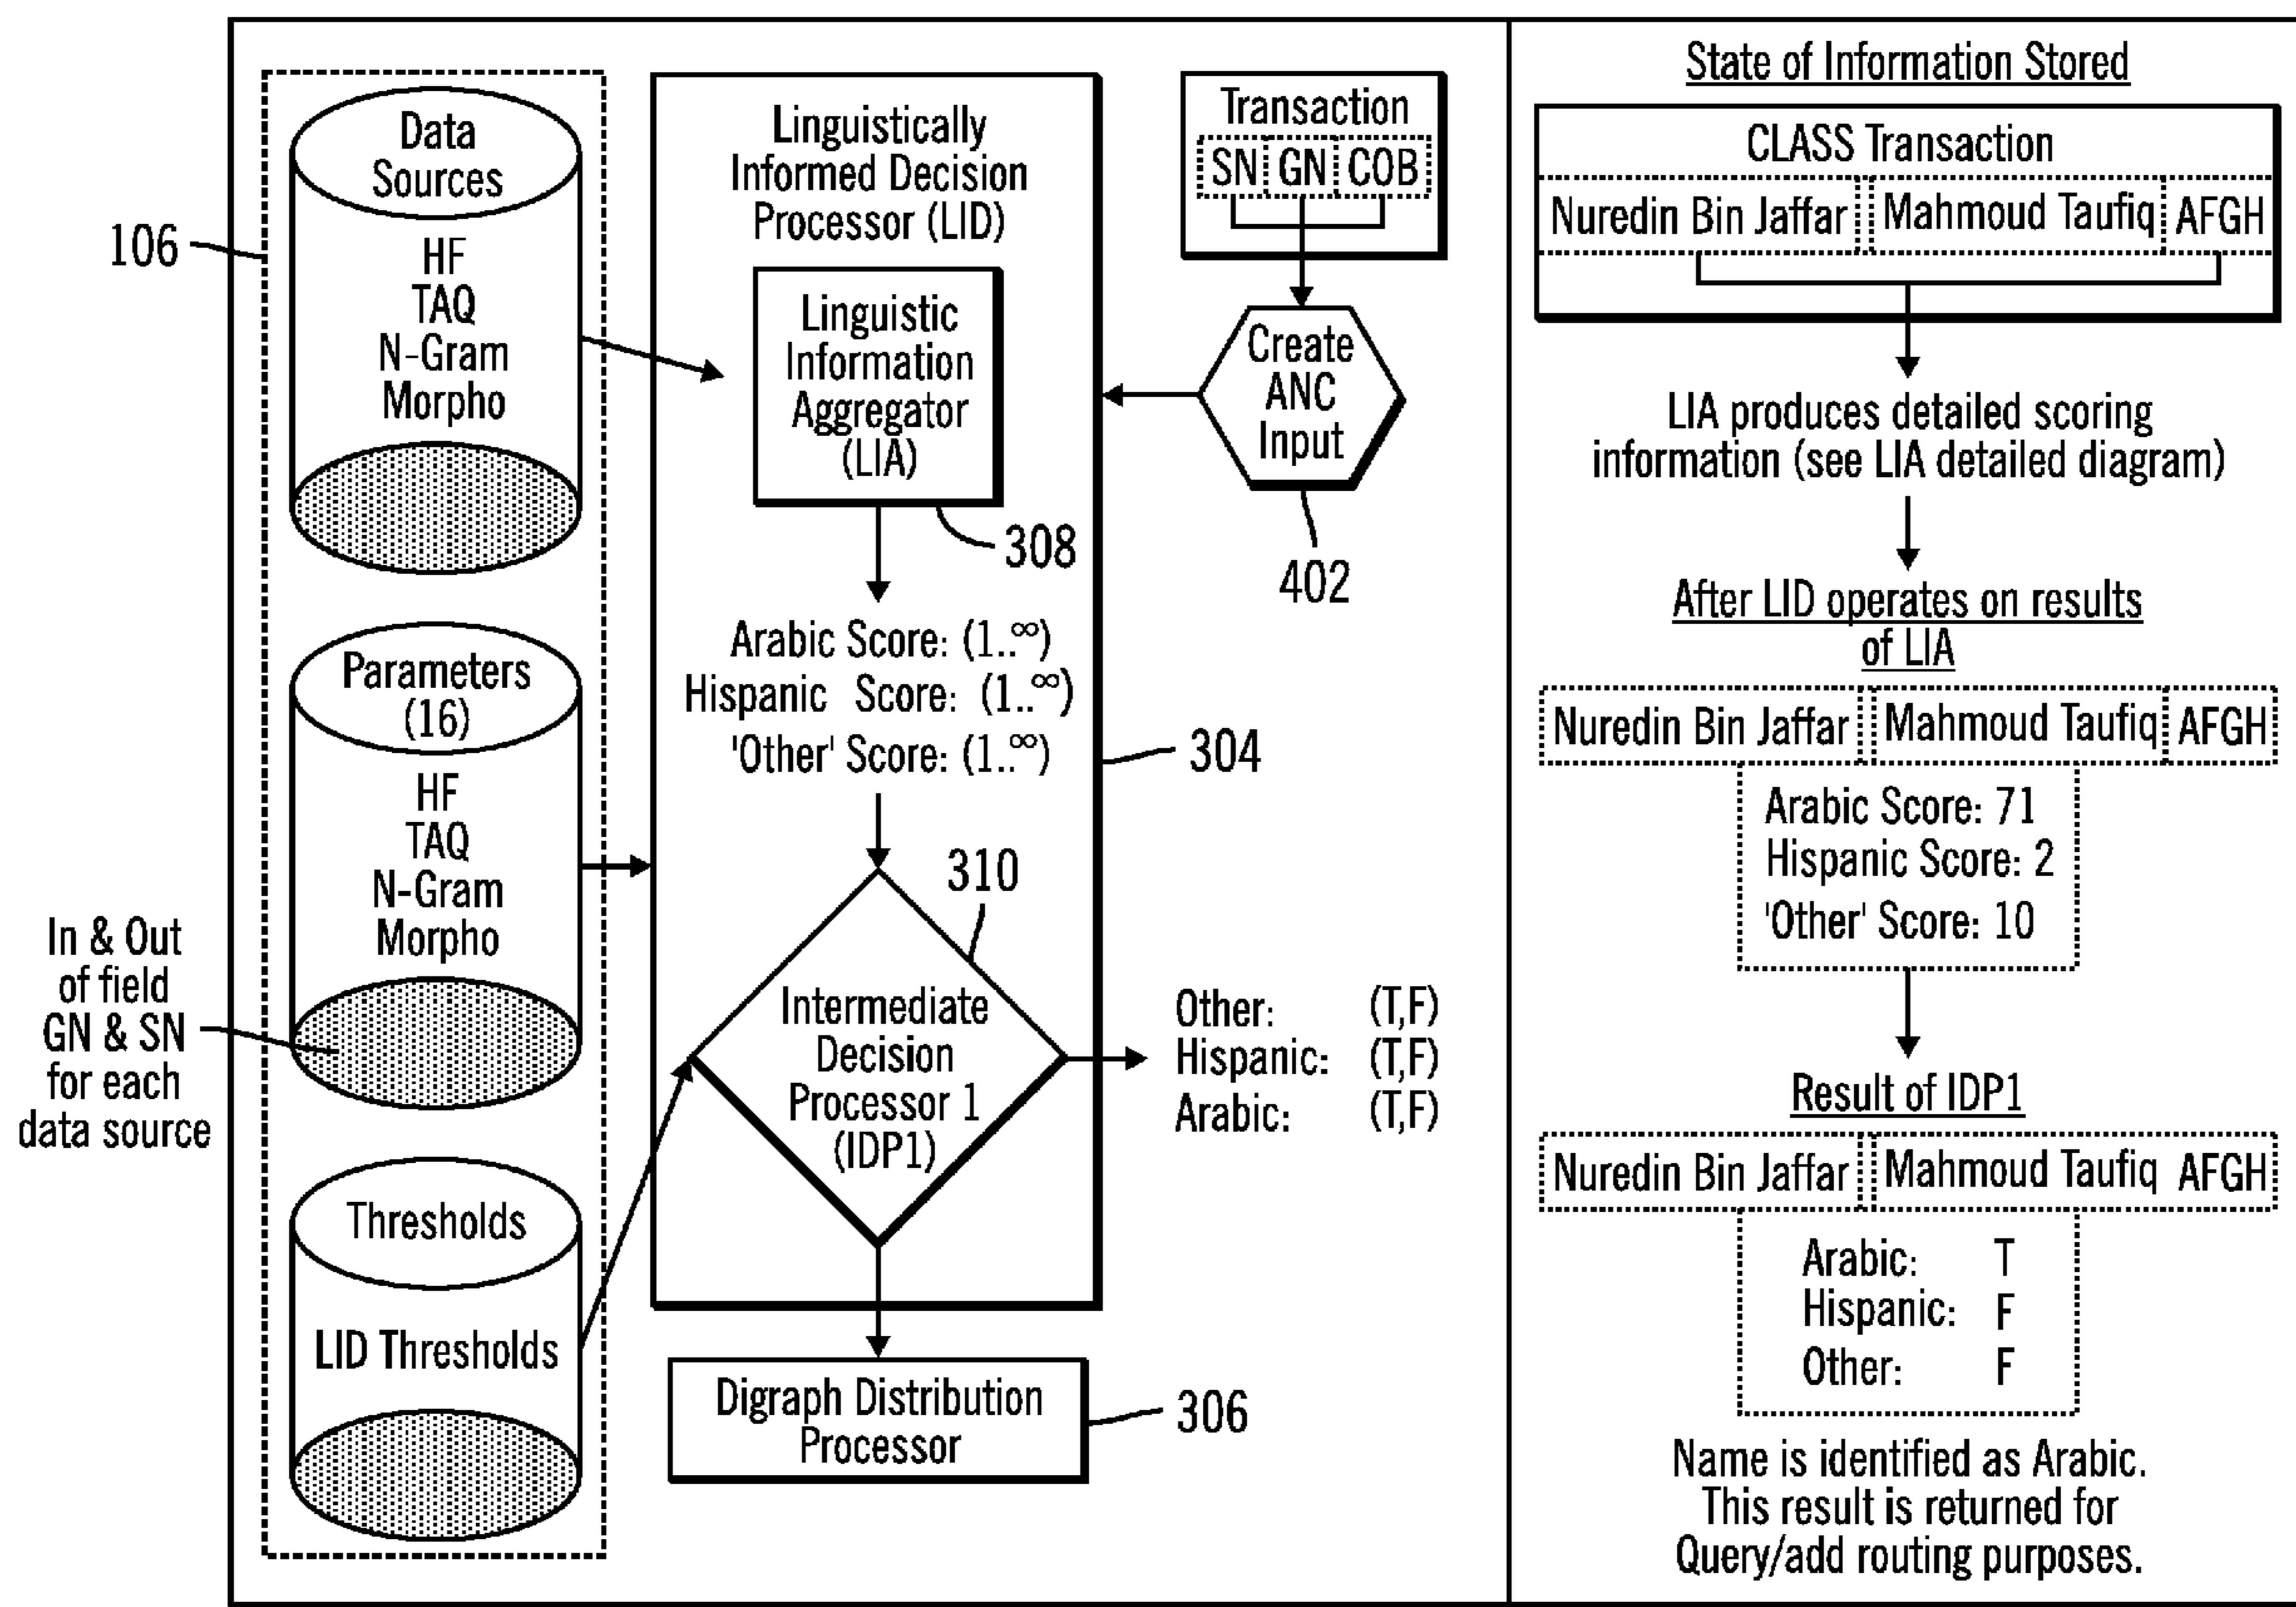 106
Data
Sources
HF
TAQ
N-Gram
Morpho
Parameters
(16)
HF
TAQ
N-Gram
Morpho
In & Out
of field
GN & SN
for each
data source
Thresholds
LID Thresholds
Linguistically
Informed Decision
Processor (LID)
Linguistic
Information
Aggregator
(LIA)
308
Arabic Score: (1..∞)
Hispanic Score: (1..∞)
'Other' Score: (1..∞)
304
310
Intermediate
Decision
Processor 1
(IDP1)
Other: (T,F)
Hispanic: (T,F)
Arabic: (T,F)
Digraph Distribution
Processor
306
Transaction
SN GN COB
Create
ANC
Input
402
State of Information Stored
CLASS Transaction
Nuredin Bin Jaffar Mahmoud Taufiq AFGH
LIA produces detailed scoring
information (see LIA detailed diagram)
After LID operates on results
of LIA
Nuredin Bin Jaffar Mahmoud Taufiq AFGH
Arabic Score: 71
Hispanic Score: 2
'Other' Score: 10
Result of IDP1
Nuredin Bin Jaffar Mahmoud Taufiq AFGH
Arabic: T
Hispanic: F
Other: F
Name is identified as Arabic.
This result is returned for
Query/add routing purposes.